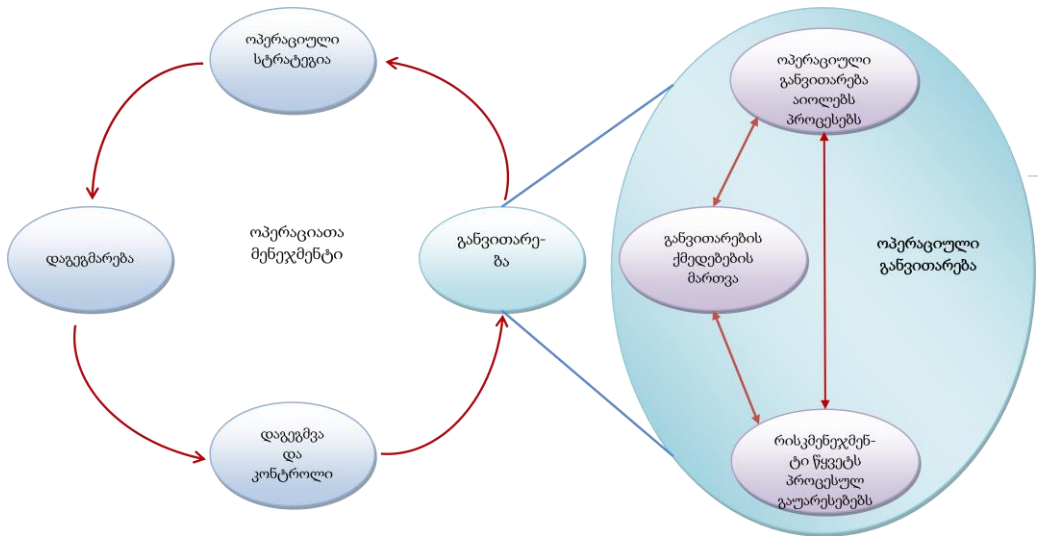 ოპერაციული
სტრატეგია
დაგეგმარება
ოპერაციათა
მენეჯმენტი
განვითარე-
ბა
დაგეგმვა
და
კონტროლი
ოპერაციული
განვითარება
აიოლებს
პროცესებს
განვითარების
ქმედებების
მართვა
ოპერაციული
განვითარება
რისკმენეჯმენ-
ტი წყვეტს
პროცესულ
გაუარესებებს